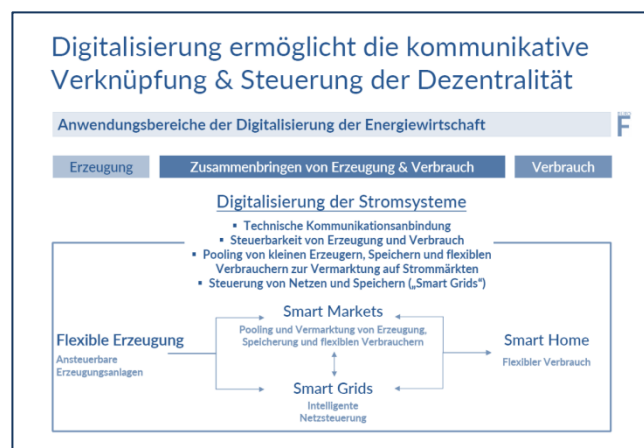 Digitalisierung ermöglicht die kommunikative
Verknüpfung & Steuerung der Dezentralität
Anwendungsbereiche der Digitalisierung der Energiewirtschaft
F
Erzeugung
Zusammenbringen von Erzeugung & Verbrauch
Verbrauch
Digitalisierung der Stromsysteme
▪ Technische Kommunikationsanbindung
▪ Steuerbarkeit von Erzeugung und Verbrauch
▪ Pooling von kleinen Erzeugern, Speichern und flexiblen
Verbrauchern zur Vermarktung auf Strommärkten
▪ Steuerung von Netzen und Speichern („Smart Grids“)
Smart Markets
Pooling und Vermarktung von Erzeugung,
Speicherung und flexiblen Verbrauchern
Flexible Erzeugung
Ansteuerbare
Erzeugungsanlagen
Smart Home
Flexibler Verbrauch
Smart Grids
Intelligente
Netzsteuerung